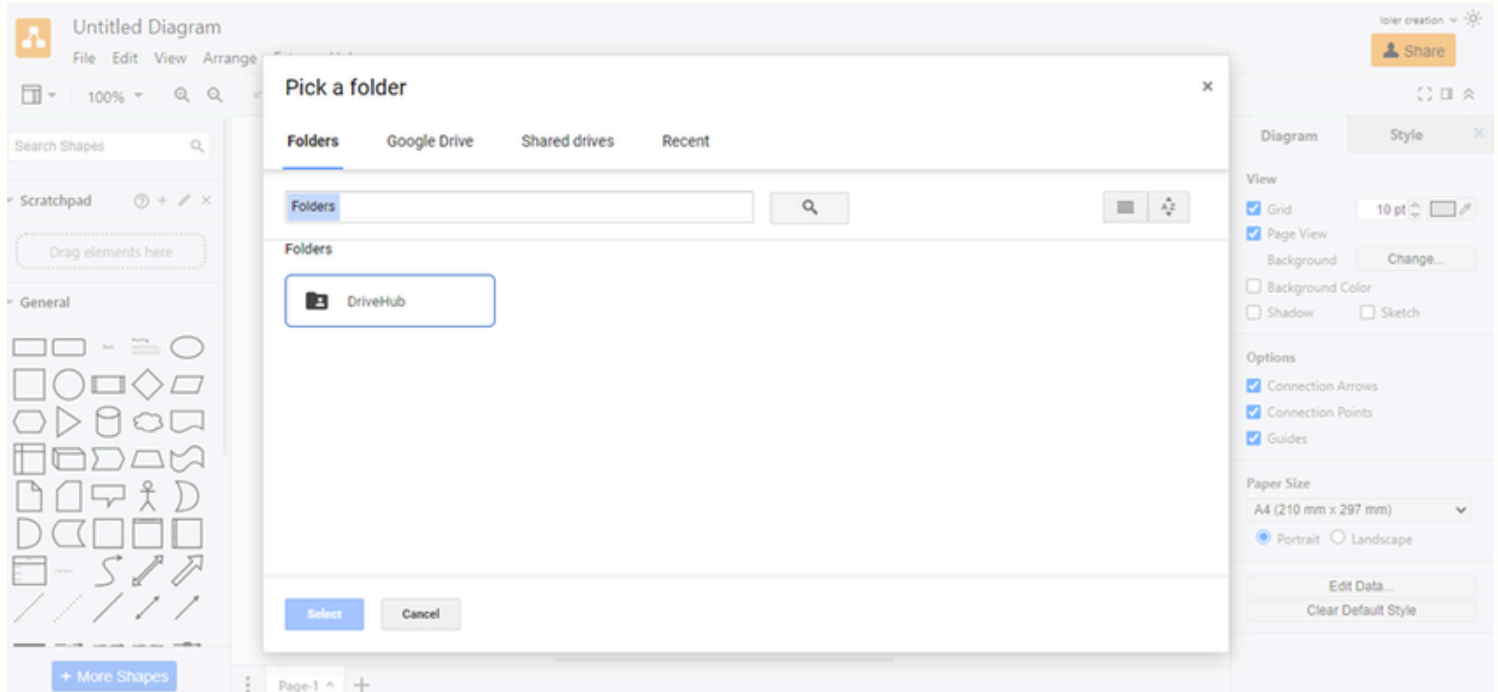 Untitled Diagram
loler creation
File Edit View Arrange
Share
100%
Pick a folder
Folders Google Drive Shared drives Recent
Folders
Folders
DriveHub
Select Cancel
Search Shapes
Scratchpad
Drag elements here
General
+ More Shapes
Page-1
Diagram Style
View
Grid 10 pt
Page View
Background Change...
Background Color
Shadow Sketch
Options
Connection Arrows
Connection Points
Guides
Paper Size
A4 (210 mm x 297 mm)
Portrait Landscape
Edit Data...
Clear Default Style